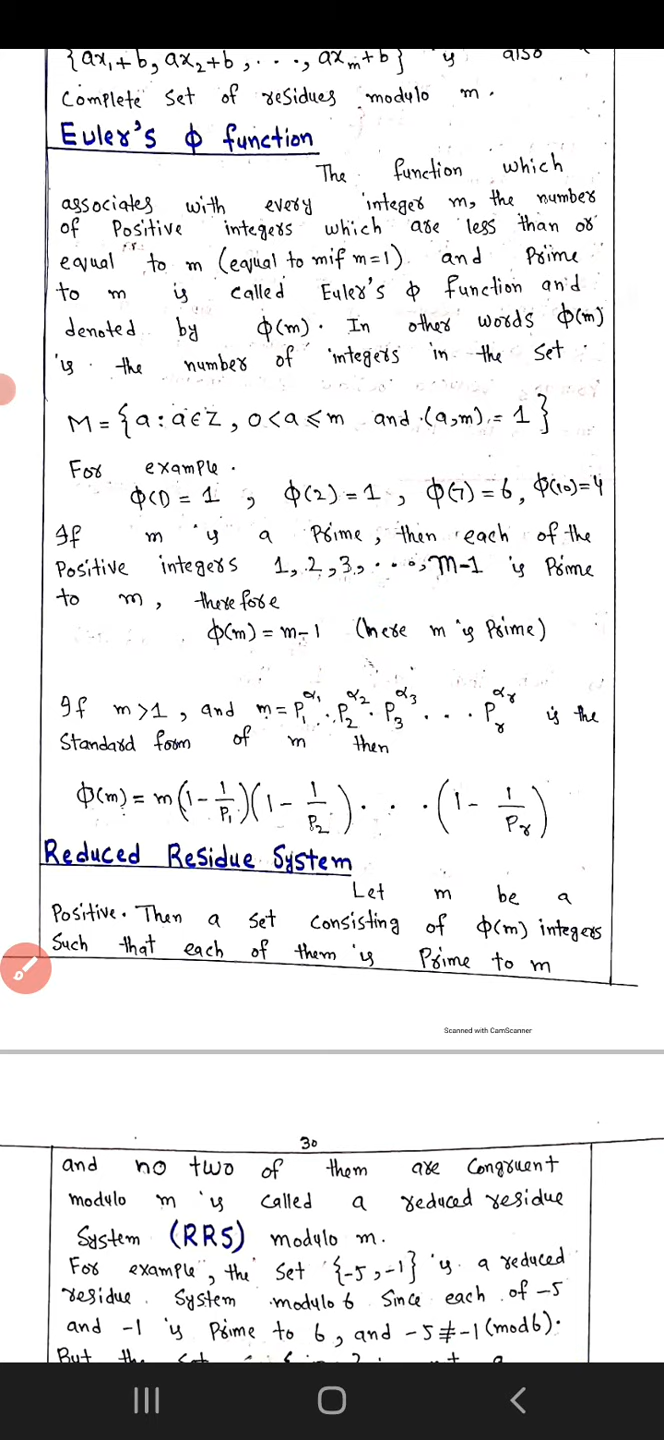 {ax₁+b, ax₂+b, . . ., axₘ+b} is also
Complete set of residues modulo m.
Euler's ϕ function
The function which
associates with every integer m, the number
of Positive integers which are less than or
equal to m (equal to m if m=1) and Prime
to m is called Euler's ϕ function and
denoted by ϕ(m). In other words ϕ(m)
is the number of integers in the set
M = {a : a∈Z, 0<a≤m and (a,m) = 1}
For example.
ϕ(1) = 1 , ϕ(2)=1 , ϕ(7)=6, ϕ(10)=4
If m is a Prime, then each of the
Positive integers 1, 2, 3, . . ., m-1 is Prime
to m, therefore
ϕ(m) = m-1 (here m is Prime)
If m>1, and m = P₁^α₁ . P₂^α₂ . P₃^α₃ . . . Pᵣ^αᵣ is the
Standard form of m then
ϕ(m) = m(1 - 1/P₁)(1 - 1/P₂) . . . (1 - 1/Pᵣ)
Reduced Residue System
Let m be a
Positive. Then a set consisting of ϕ(m) integers
Such that each of them is Prime to m
Scanned with CamScanner
30
and no two of them are Congruent
modulo m is called a reduced residue
System (RRS) modulo m.
For example, the set {-5, -1} is a reduced
residue System modulo 6 Since each of -5
and -1 is Prime to 6, and -5 ≢ -1 (mod 6).
But the